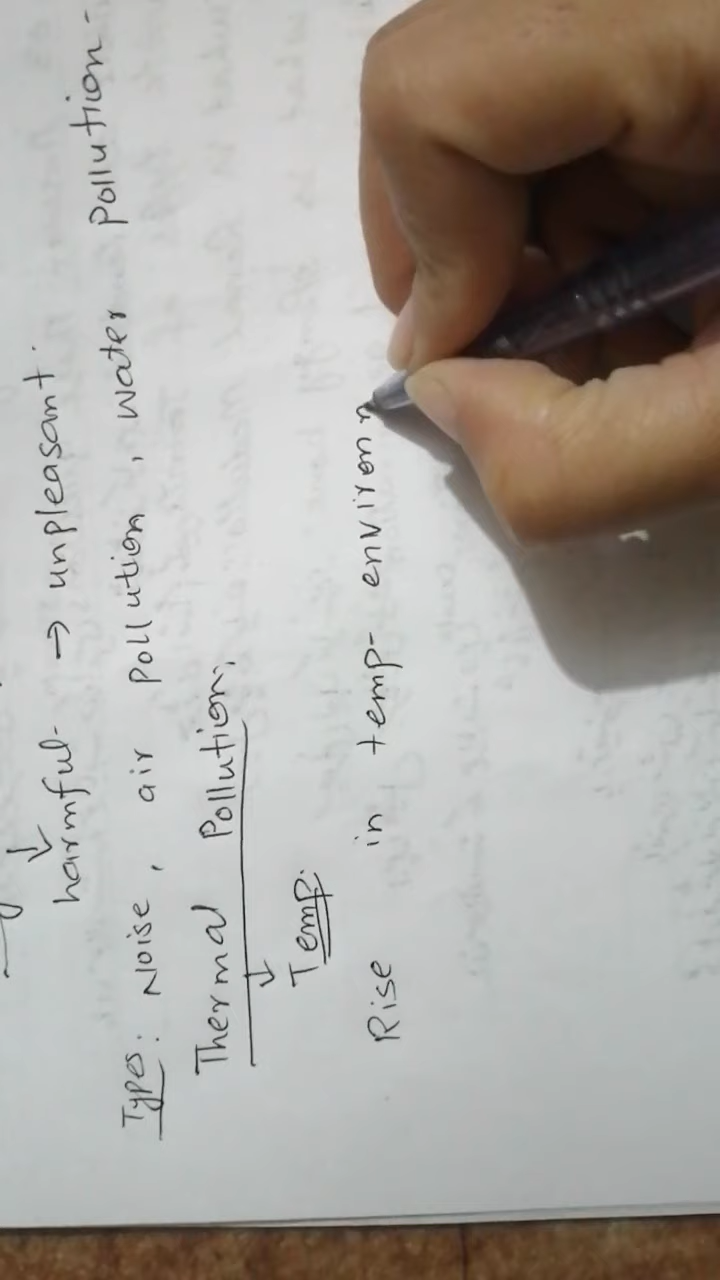 harmful → unpleasant.
Types: Noise, air pollution, water pollution-
Thermal Pollution,
Temp.
Rise in temp- environ